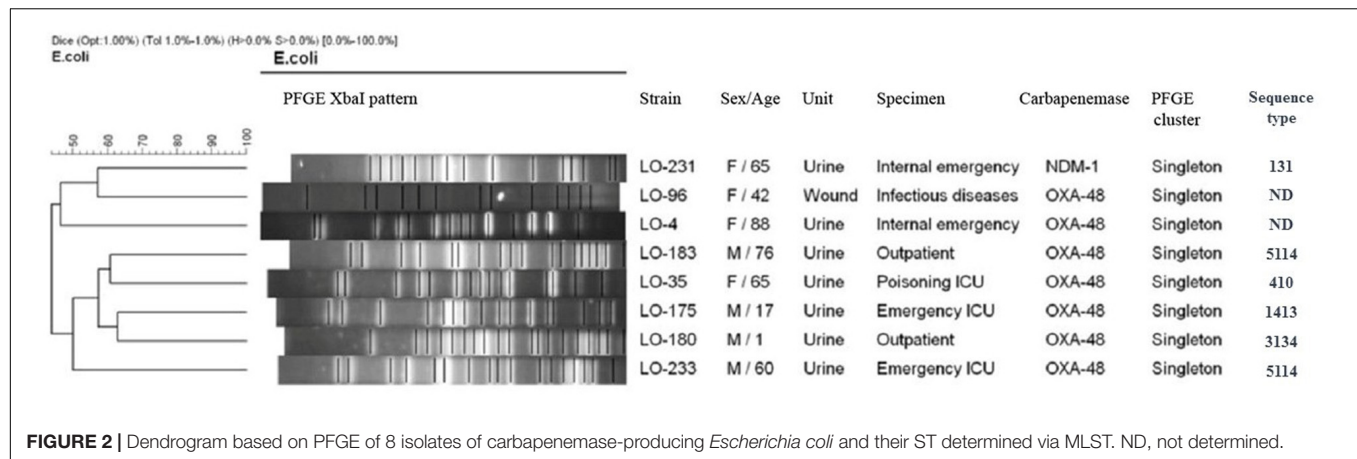 Dice (Opt:1.00%) (Tol 1.0%-1.0%) (H>0.0% S>0.0%) [0.0%-100.0%]
E.coli E.coli
PFGE XbaI pattern Strain Sex/Age Unit Specimen Carbapenemase PFGE cluster Sequence type
50 60 70 80 90 100
LO-231 F / 65 Urine Internal emergency NDM-1 Singleton 131
LO-96 F / 42 Wound Infectious diseases OXA-48 Singleton ND
LO-4 F / 88 Urine Internal emergency OXA-48 Singleton ND
LO-183 M / 76 Urine Outpatient OXA-48 Singleton 5114
LO-35 F / 65 Urine Poisoning ICU OXA-48 Singleton 410
LO-175 M / 17 Urine Emergency ICU OXA-48 Singleton 1413
LO-180 M / 1 Urine Outpatient OXA-48 Singleton 3134
LO-233 M / 60 Urine Emergency ICU OXA-48 Singleton 5114
FIGURE 2 | Dendrogram based on PFGE of 8 isolates of carbapenemase-producing Escherichia coli and their ST determined via MLST. ND, not determined.